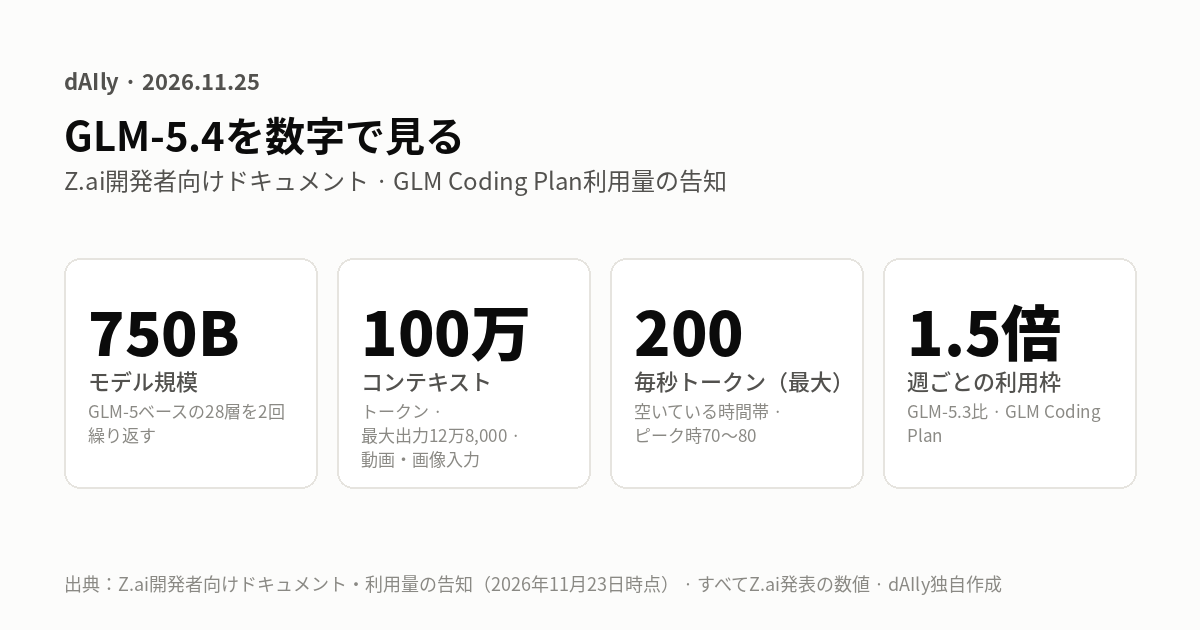 dAIly · 2026.11.25
GLM-5.4を数字で見る
Z.ai開発者向けドキュメント · GLM Coding Plan利用量の告知
750B
モデル規模
GLM-5ベースの28層を2回
繰り返す
100万
コンテキスト
トークン ·
最大出力12万8,000 ·
動画・画像入力
200
毎秒トークン（最大）
空いている時間帯 ·
ピーク時70〜80
1.5倍
週ごとの利用枠
GLM-5.3比 · GLM Coding
Plan
出典：Z.ai開発者向けドキュメント・利用量の告知（2026年11月23日時点） · すべてZ.ai発表の数値 · dAIly独自作成